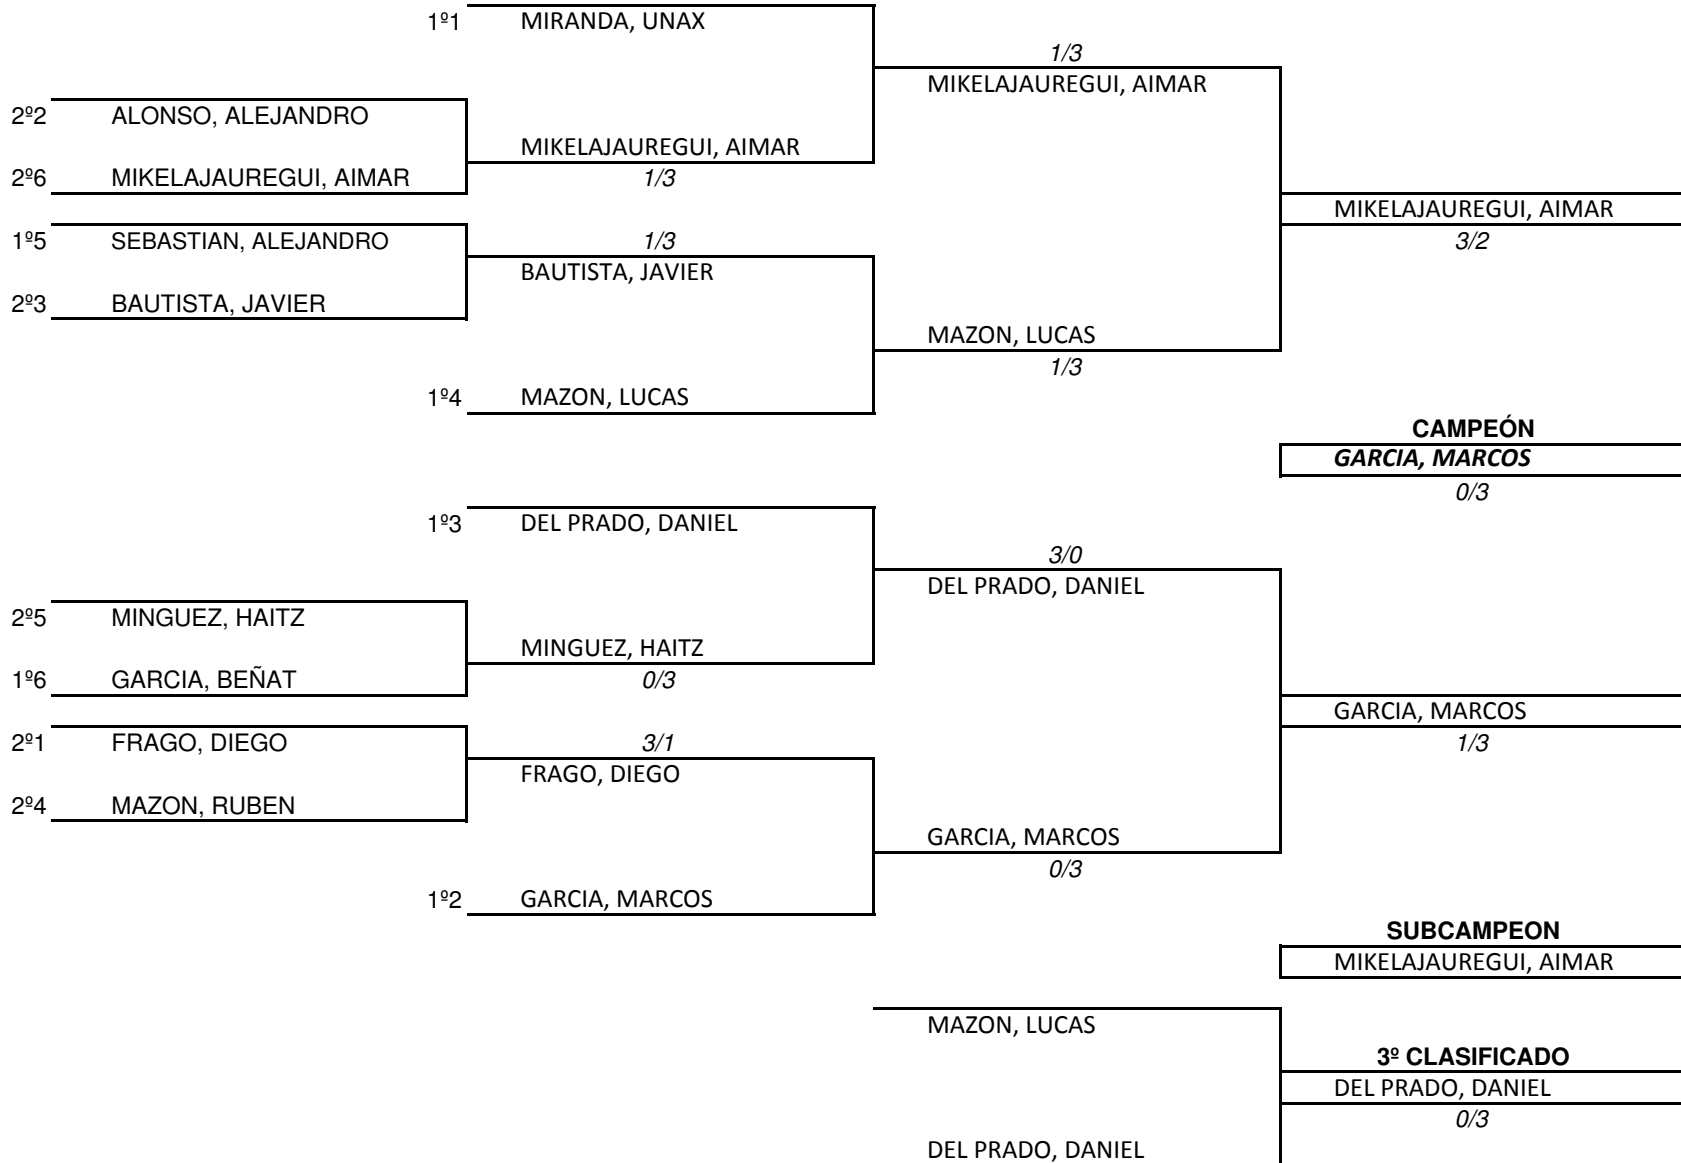 1º1 MIRANDA, UNAX
1/3
MIKELAJAUREGUI, AIMAR
2º2 ALONSO, ALEJANDRO
MIKELAJAUREGUI, AIMAR
2º6 MIKELAJAUREGUI, AIMAR 1/3
MIKELAJAUREGUI, AIMAR
1º5 SEBASTIAN, ALEJANDRO 1/3 3/2
BAUTISTA, JAVIER
2º3 BAUTISTA, JAVIER
MAZON, LUCAS
1/3
1º4 MAZON, LUCAS
CAMPEÓN
GARCIA, MARCOS
0/3
1º3 DEL PRADO, DANIEL
3/0
DEL PRADO, DANIEL
2º5 MINGUEZ, HAITZ
MINGUEZ, HAITZ
1º6 GARCIA, BEÑAT 0/3
GARCIA, MARCOS
2º1 FRAGO, DIEGO 3/1 1/3
FRAGO, DIEGO
2º4 MAZON, RUBEN
GARCIA, MARCOS
0/3
1º2 GARCIA, MARCOS
SUBCAMPEON
MIKELAJAUREGUI, AIMAR
MAZON, LUCAS
3º CLASIFICADO
DEL PRADO, DANIEL
0/3
DEL PRADO, DANIEL